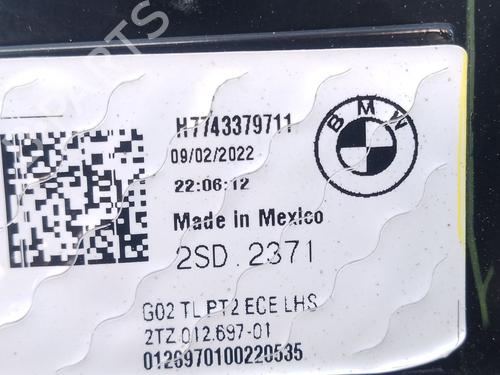 PARTS
H7743379711
09/02/2022
22:06:12
Made in Mexico
2SD.2371
G02 TL PT2 ECE LHS
2TZ.012.697-01
0126970100220535
BMW